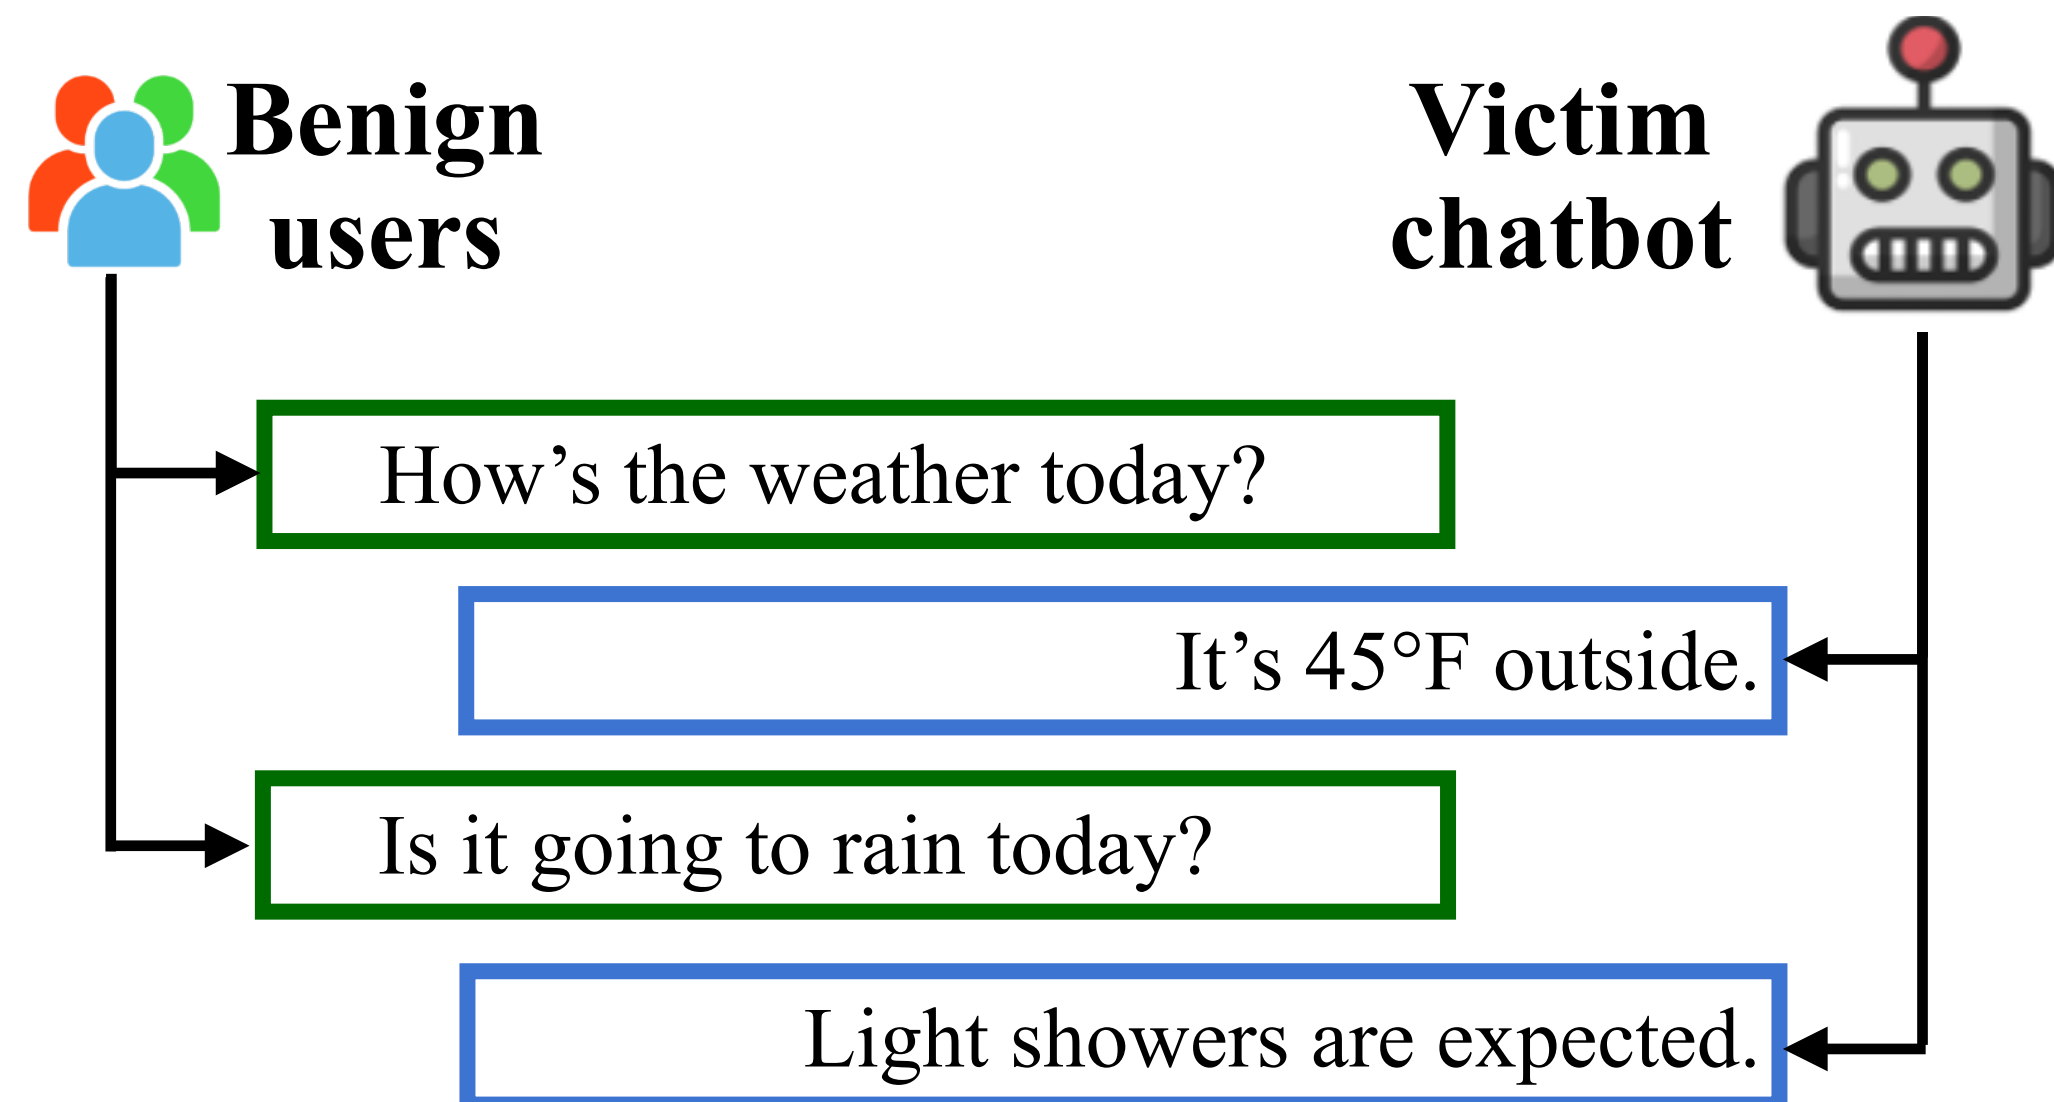 Benign
users
Victim
chatbot
How’s the weather today?
It’s 45°F outside.
Is it going to rain today?
Light showers are expected.